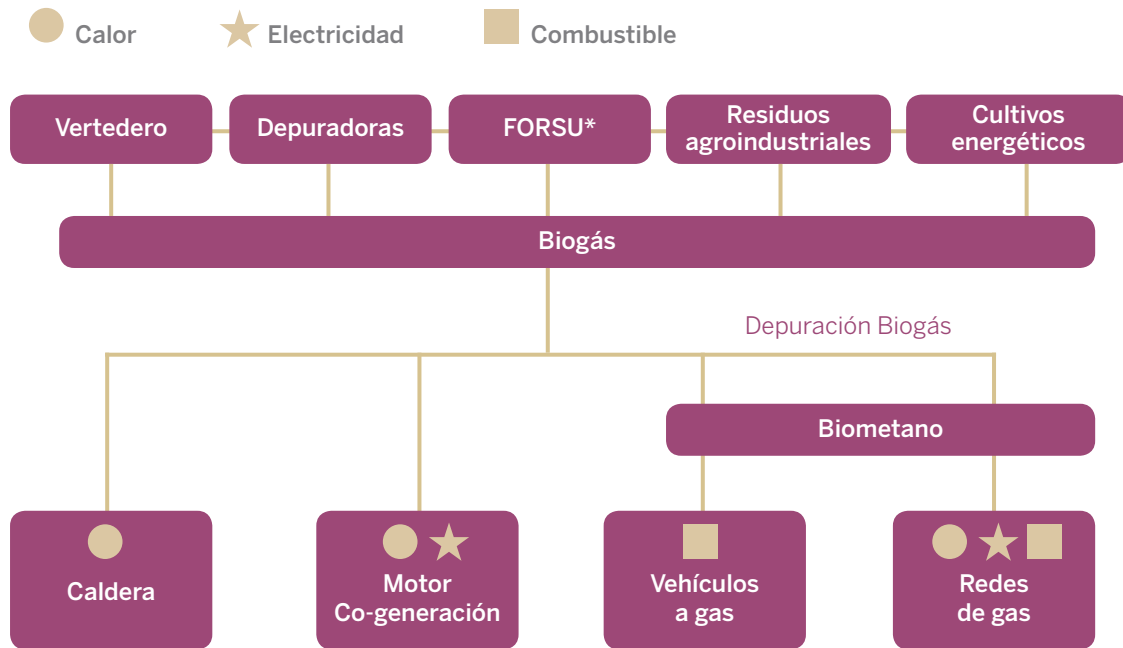 Calor
Electricidad
Combustible
Vertedero
Depuradoras
FORSU*
Residuos
agroindustriales
Cultivos
energéticos
Biogás
Depuración Biogás
Biometano
Caldera
Motor
Co-generación
Vehículos
a gas
Redes
de gas